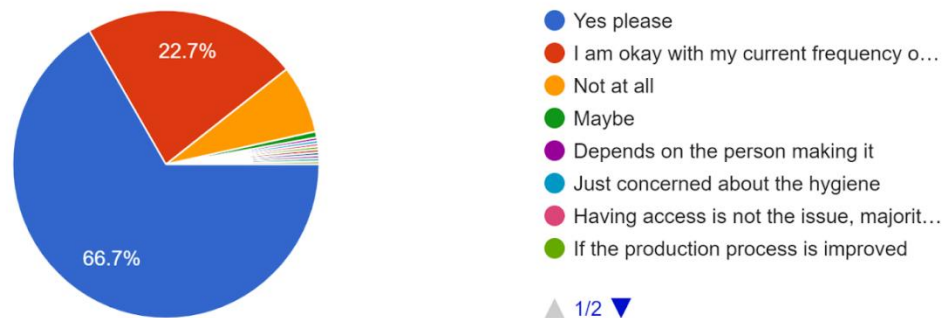 22.7%
66.7%
Yes please
I am okay with my current frequency o…
Not at all
Maybe
Depends on the person making it
Just concerned about the hygiene
Having access is not the issue, majorit…
If the production process is improved
1/2